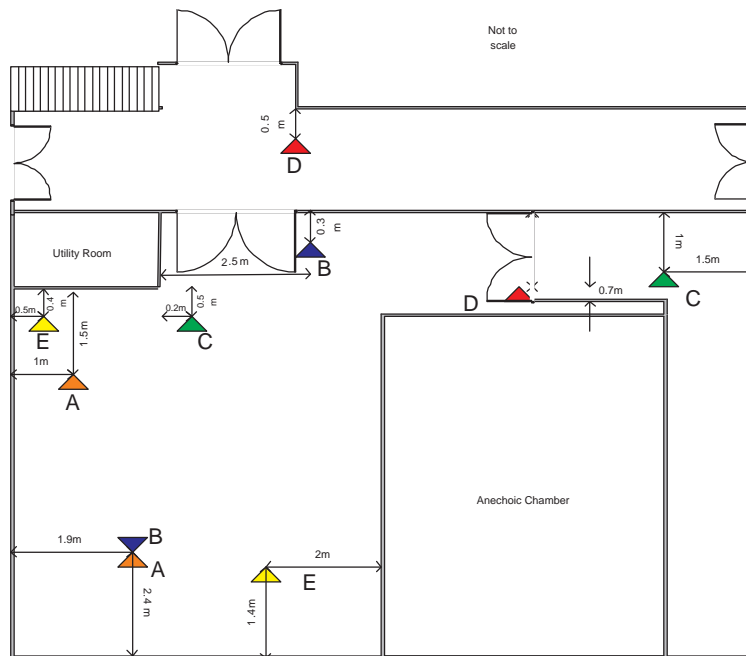 Not to
scale
0.5
m
D
0.3
m
Utility Room
2.5m
B
1m
1.5m
0.7m
C
D
0.5m
0.4
m
0.2m
0.5
m
E
C
1.5m
1m
A
Anechoic Chamber
1.9m
B
A
2m
E
2.4 m
1.4m